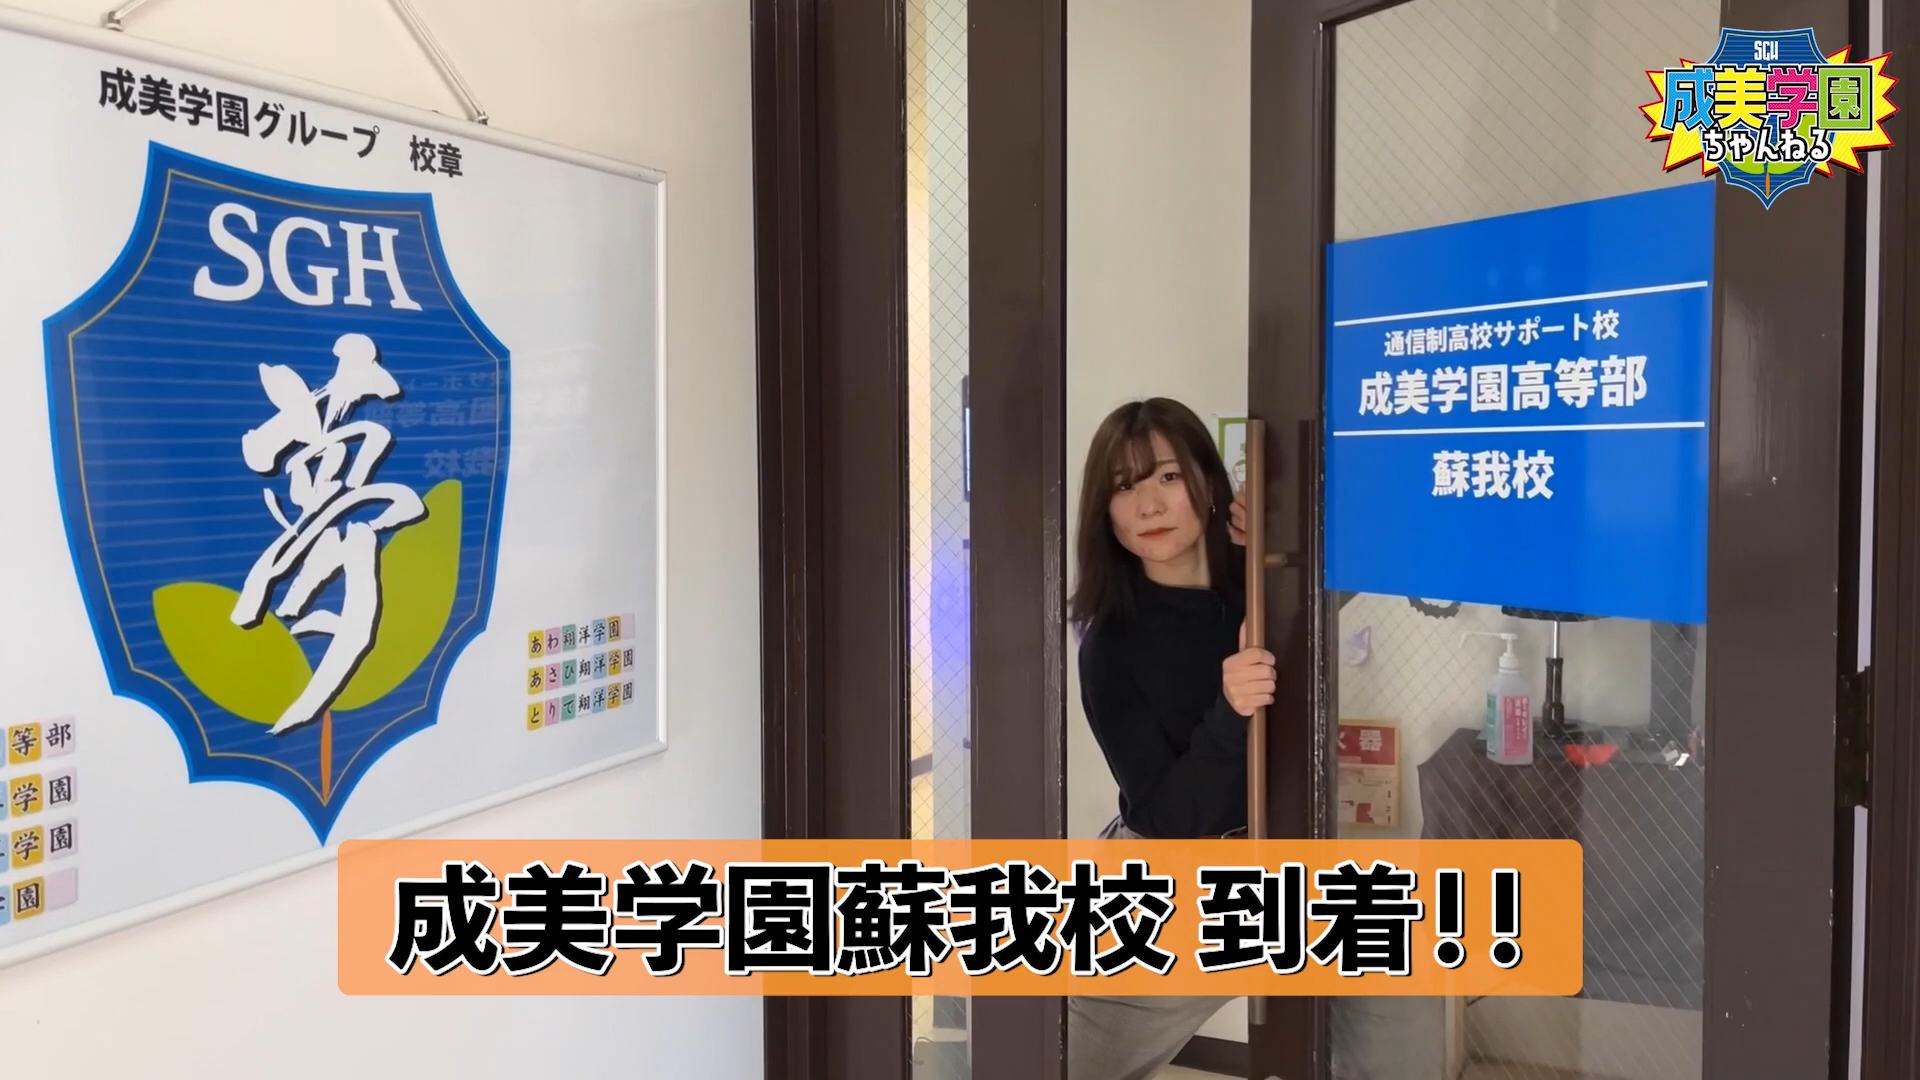 成美学園グループ 校章
SGH
夢
あわ翔洋学園
あさひ翔洋学園
とりで翔洋学園
等部
学園
学園
学園
SGH
成美学園
ちゃんねる
通信制高校サポート校
成美学園高等部
蘇我校
火器
成美学園蘇我校 到着!!